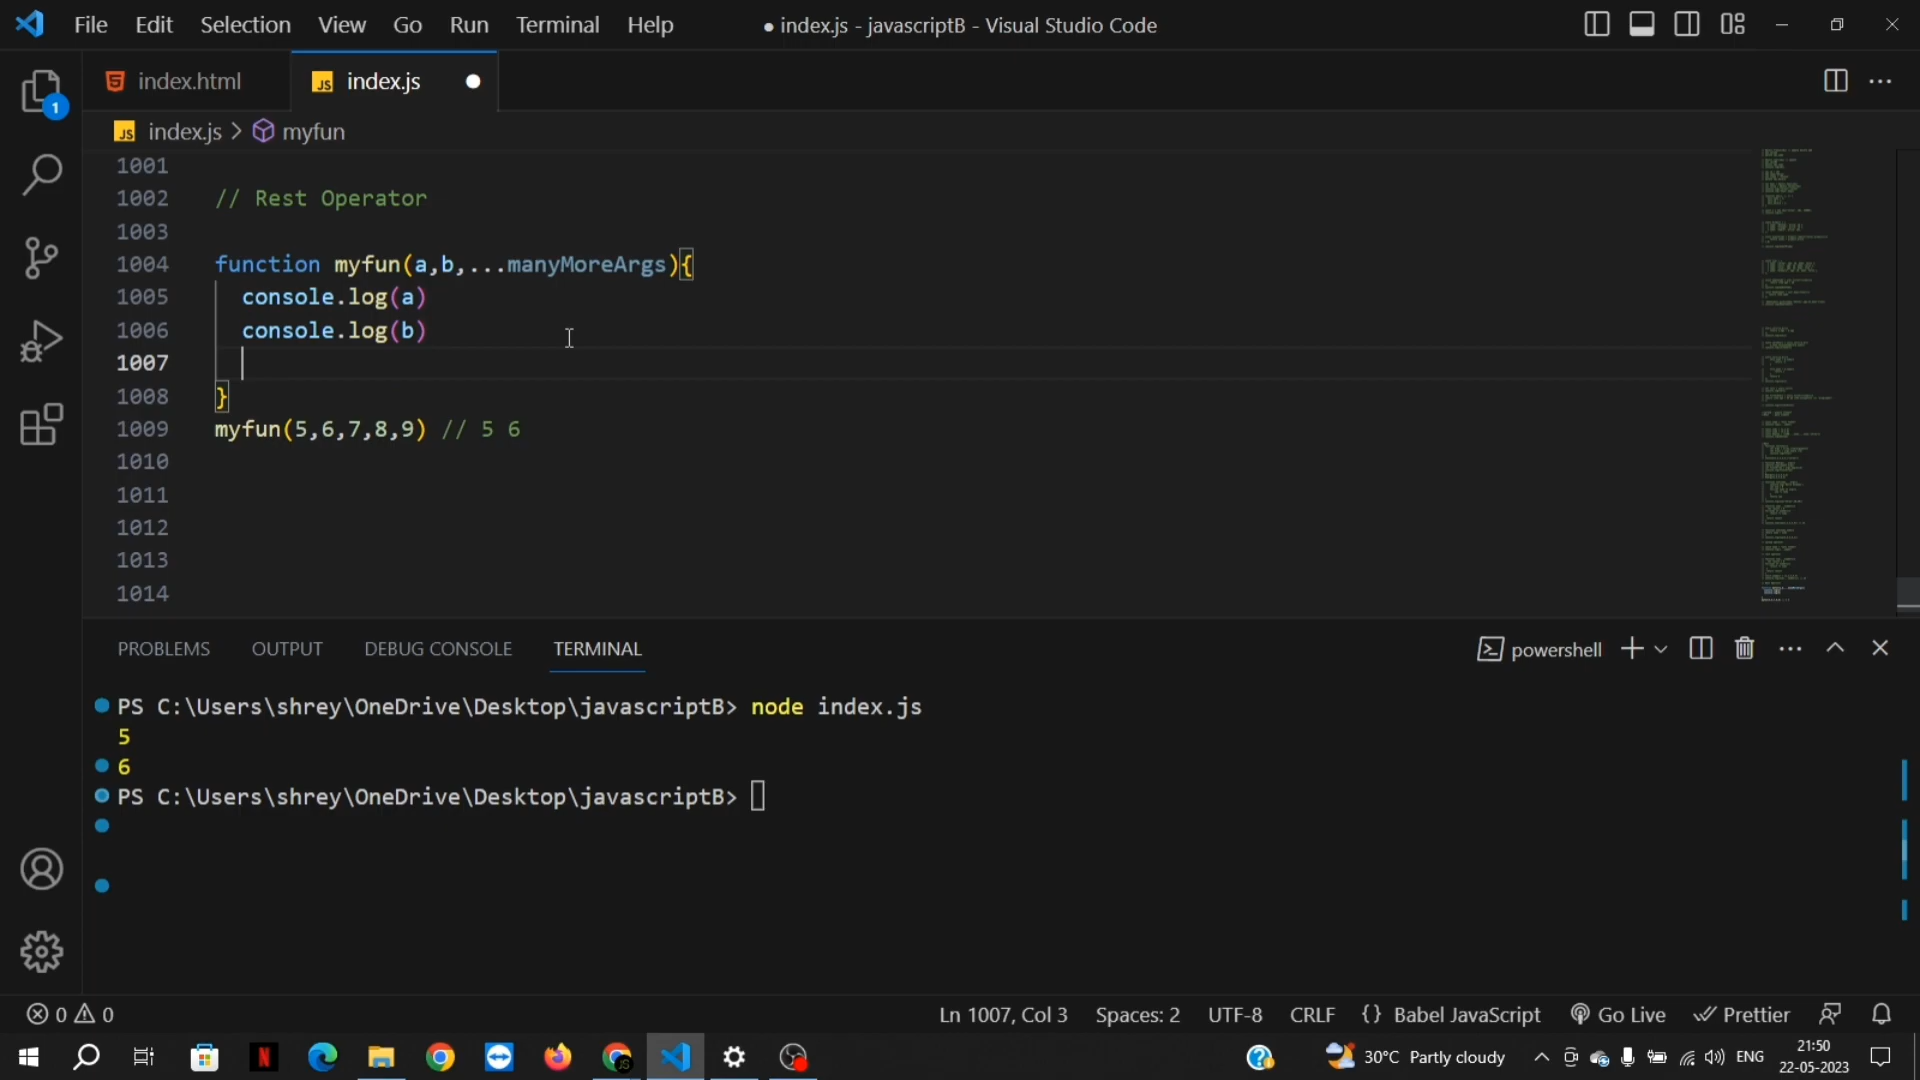 File Edit Selection View Go Run Terminal Help ● index.js - javascriptB - Visual Studio Code
index.html JS index.js
1
JS index.js > myfun
1001
1002 // Rest Operator
1003
1004 function myfun(a,b,...manyMoreArgs){
1005 console.log(a)
1006 console.log(b)
1007
1008 }
1009 myfun(5,6,7,8,9) // 5 6
1010
1011
1012
1013
1014
PROBLEMS OUTPUT DEBUG CONSOLE TERMINAL powershell
PS C:\Users\shrey\OneDrive\Desktop\javascriptB> node index.js
5
6
PS C:\Users\shrey\OneDrive\Desktop\javascriptB>
0 0 Ln 1007, Col 3 Spaces: 2 UTF-8 CRLF {} Babel JavaScript Go Live Prettier
N 30°C Partly cloudy ENG 21:50
22-05-2023